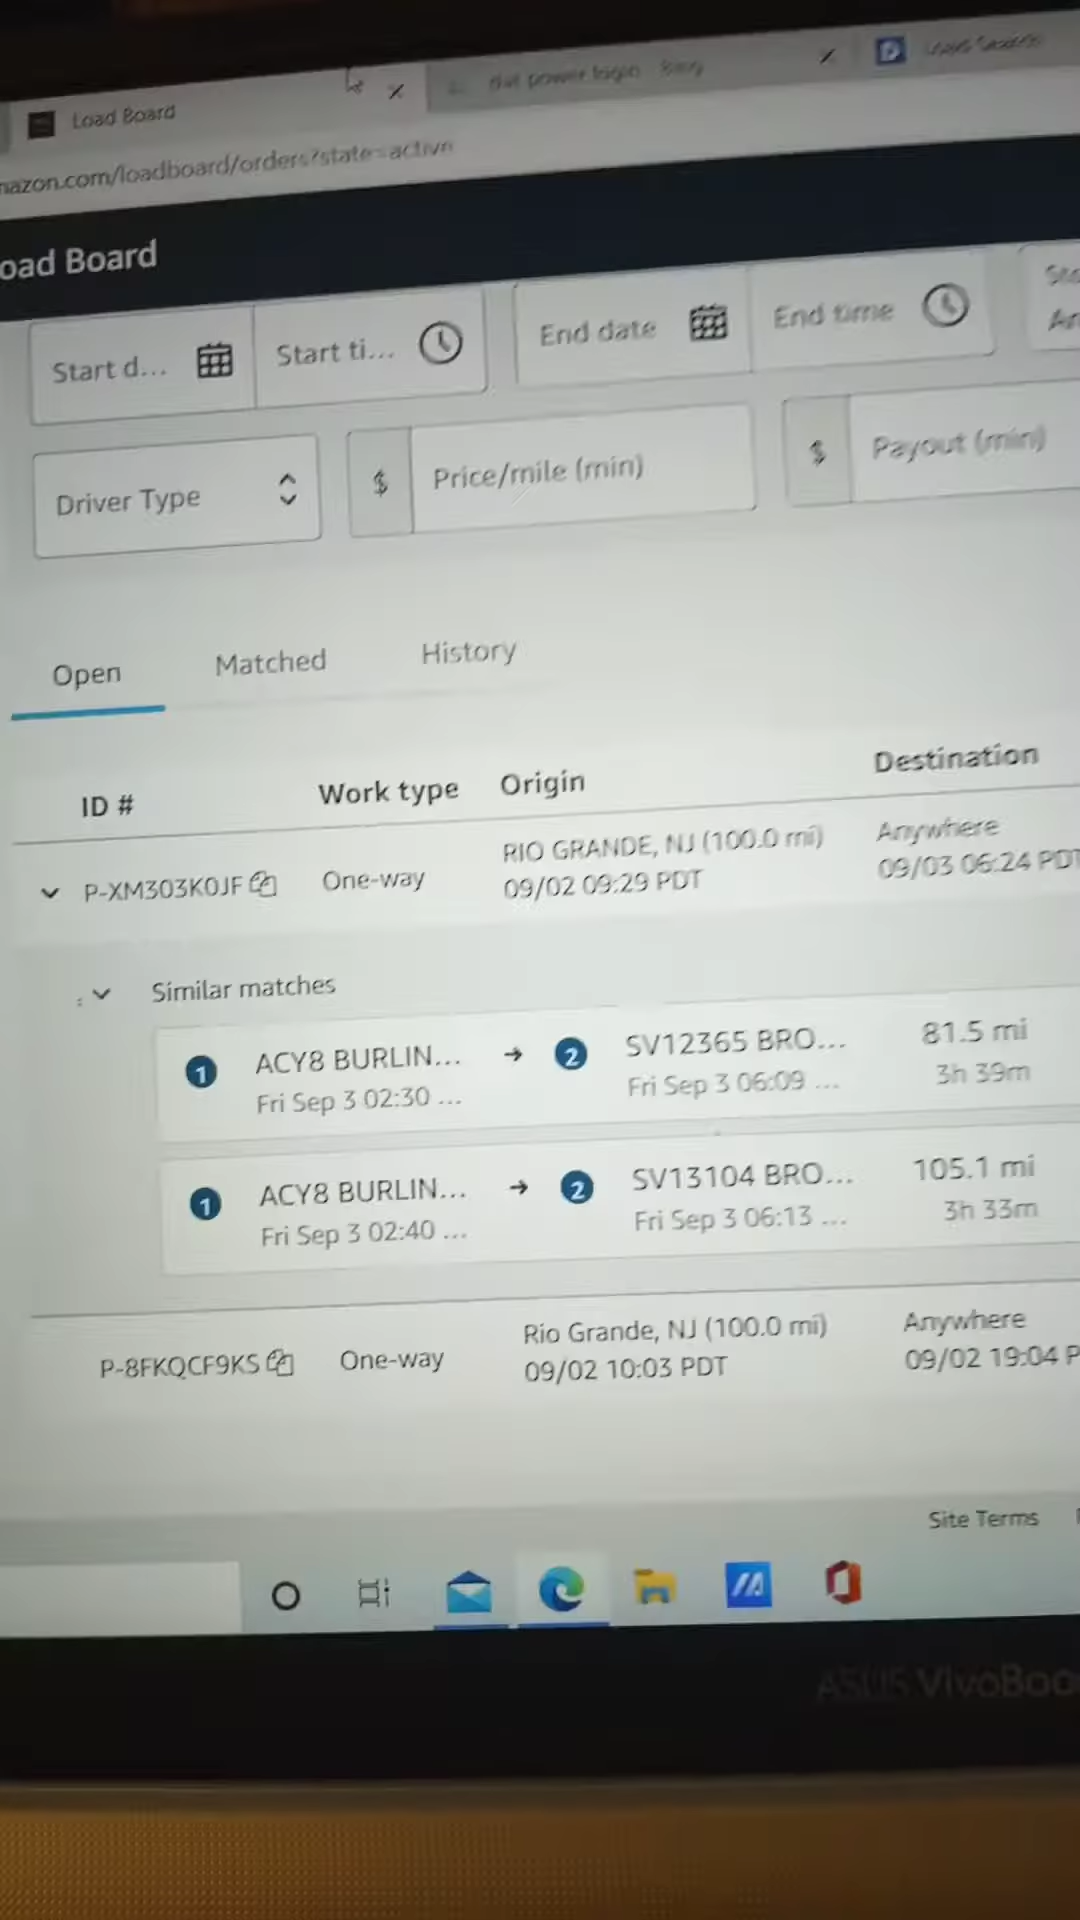 Load Board
dat power login - Bing
mazon.com/loadboard/orders?state=active
oad Board
Start d...
Start ti...
End date
End time
Driver Type
$ Price/mile (min)
$ Payout (min)
Open
Matched
History
ID #
Work type
Origin
Destination
P-XM303K0JF
One-way
RIO GRANDE, NJ (100.0 mi)
09/02 09:29 PDT
Anywhere
09/03 06:24 PDT
Similar matches
1 ACY8 BURLIN... → 2 SV12365 BRO... 81.5 mi
Fri Sep 3 02:30 ... Fri Sep 3 06:09 ... 3h 39m
1 ACY8 BURLIN... → 2 SV13104 BRO... 105.1 mi
Fri Sep 3 02:40 ... Fri Sep 3 06:13 ... 3h 33m
P-8FKQCF9KS
One-way
Rio Grande, NJ (100.0 mi)
09/02 10:03 PDT
Anywhere
09/02 19:04 P
Site Terms
ASUS VivoBoo